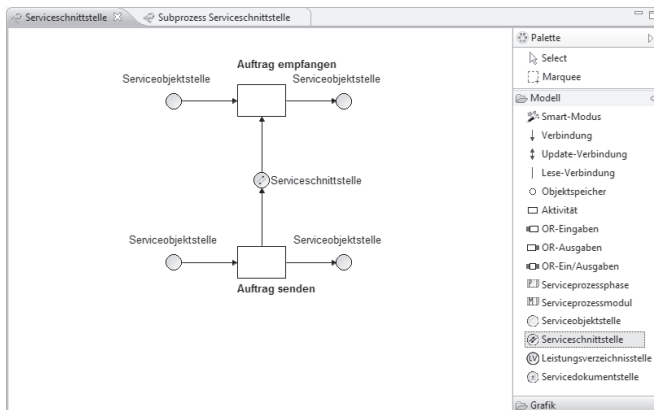 Serviceschnittstelle
Subprozess Serviceschnittstelle
Auftrag empfangen
Serviceobjektstelle
Serviceobjektstelle
Serviceschnittstelle
Serviceobjektstelle
Serviceobjektstelle
Auftrag senden
Palette
Select
Marquee
Modell
Smart-Modus
Verbindung
Update-Verbindung
Lese-Verbindung
Objektspeicher
Aktivität
OR-Eingaben
OR-Ausgaben
OR-Ein/Ausgaben
Serviceprozessphase
Serviceprozessmodul
Serviceobjektstelle
Serviceschnittstelle
LV Leistungsverzeichnisstelle
Servicedokumentstelle
Grafik